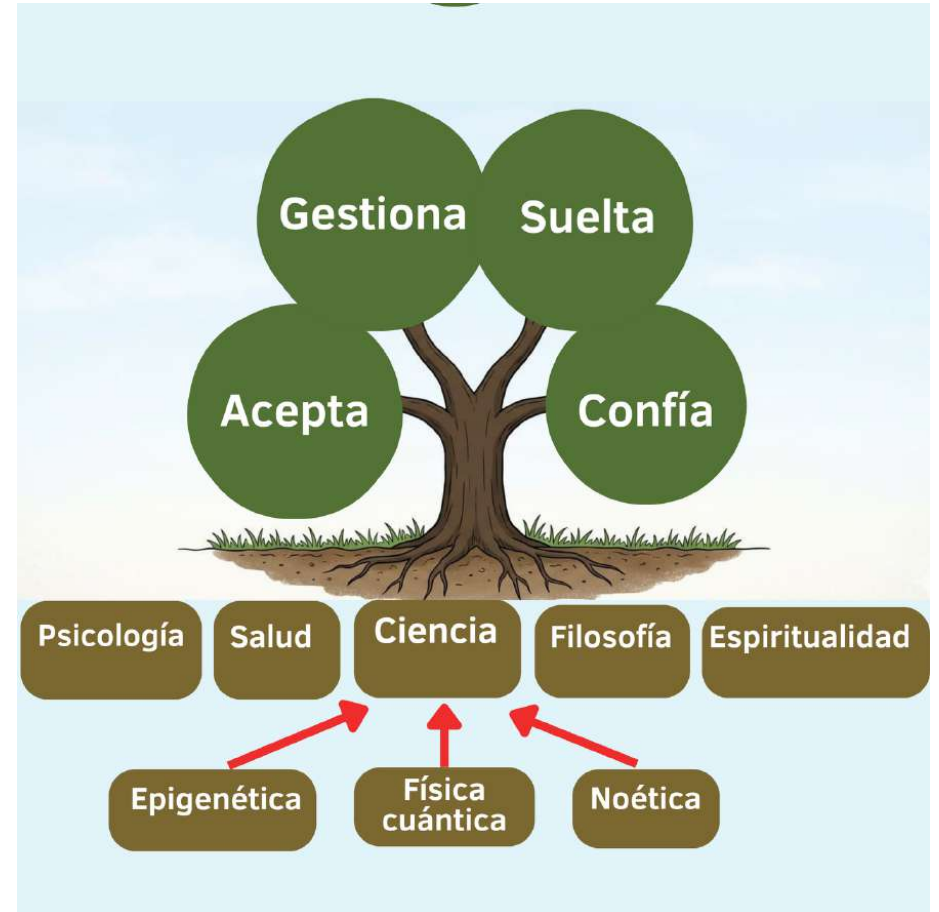 Gestiona
Suelta
Acepta
Confía
Psicología
Salud
Ciencia
Filosofía
Espiritualidad
Epigenética
Física
cuántica
Noética